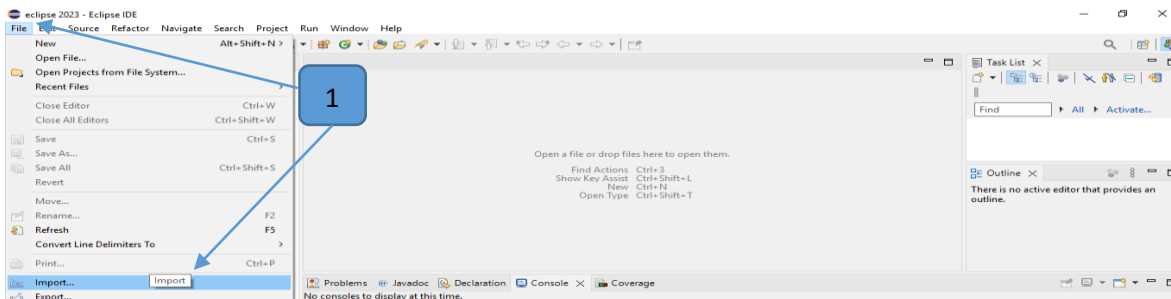 eclipse 2023 - Eclipse IDE
File Edit Source Refactor Navigate Search Project Run Window Help
New Alt+Shift+N >
Open File...
Open Projects from File System...
Recent Files
Close Editor Ctrl+W
Close All Editors Ctrl+Shift+W
Save Ctrl+S
Save As...
Save All Ctrl+Shift+S
Revert
Move...
Rename... F2
Refresh F5
Convert Line Delimiters To >
Print... Ctrl+P
Import... Import
Export...
1
Open a file or drop files here to open them.
Find Actions Ctrl+3
Show Key Assist Ctrl+Shift+L
New Ctrl+N
Open Type Ctrl+Shift+T
Task List
Find All Activate...
Outline
There is no active editor that provides an
outline.
Problems @ Javadoc Declaration Console Coverage
No consoles to display at this time.